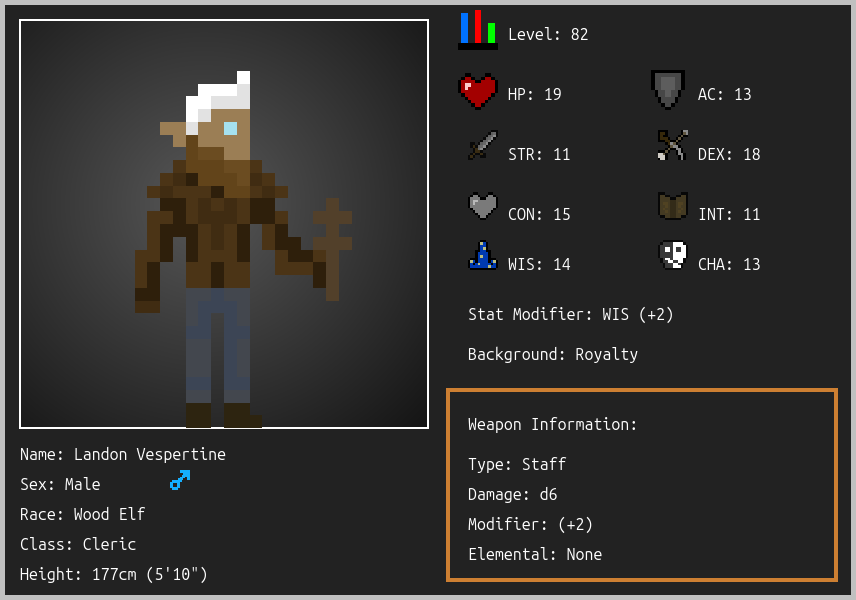 Level: 82
HP: 19
AC: 13
STR: 11
DEX: 18
CON: 15
INT: 11
WIS: 14
CHA: 13
Stat Modifier: WIS (+2)
Background: Royalty
Weapon Information:
Type: Staff
Damage: d6
Modifier: (+2)
Elemental: None
Name: Landon Vespertine
Sex: Male
Race: Wood Elf
Class: Cleric
Height: 177cm (5'10")